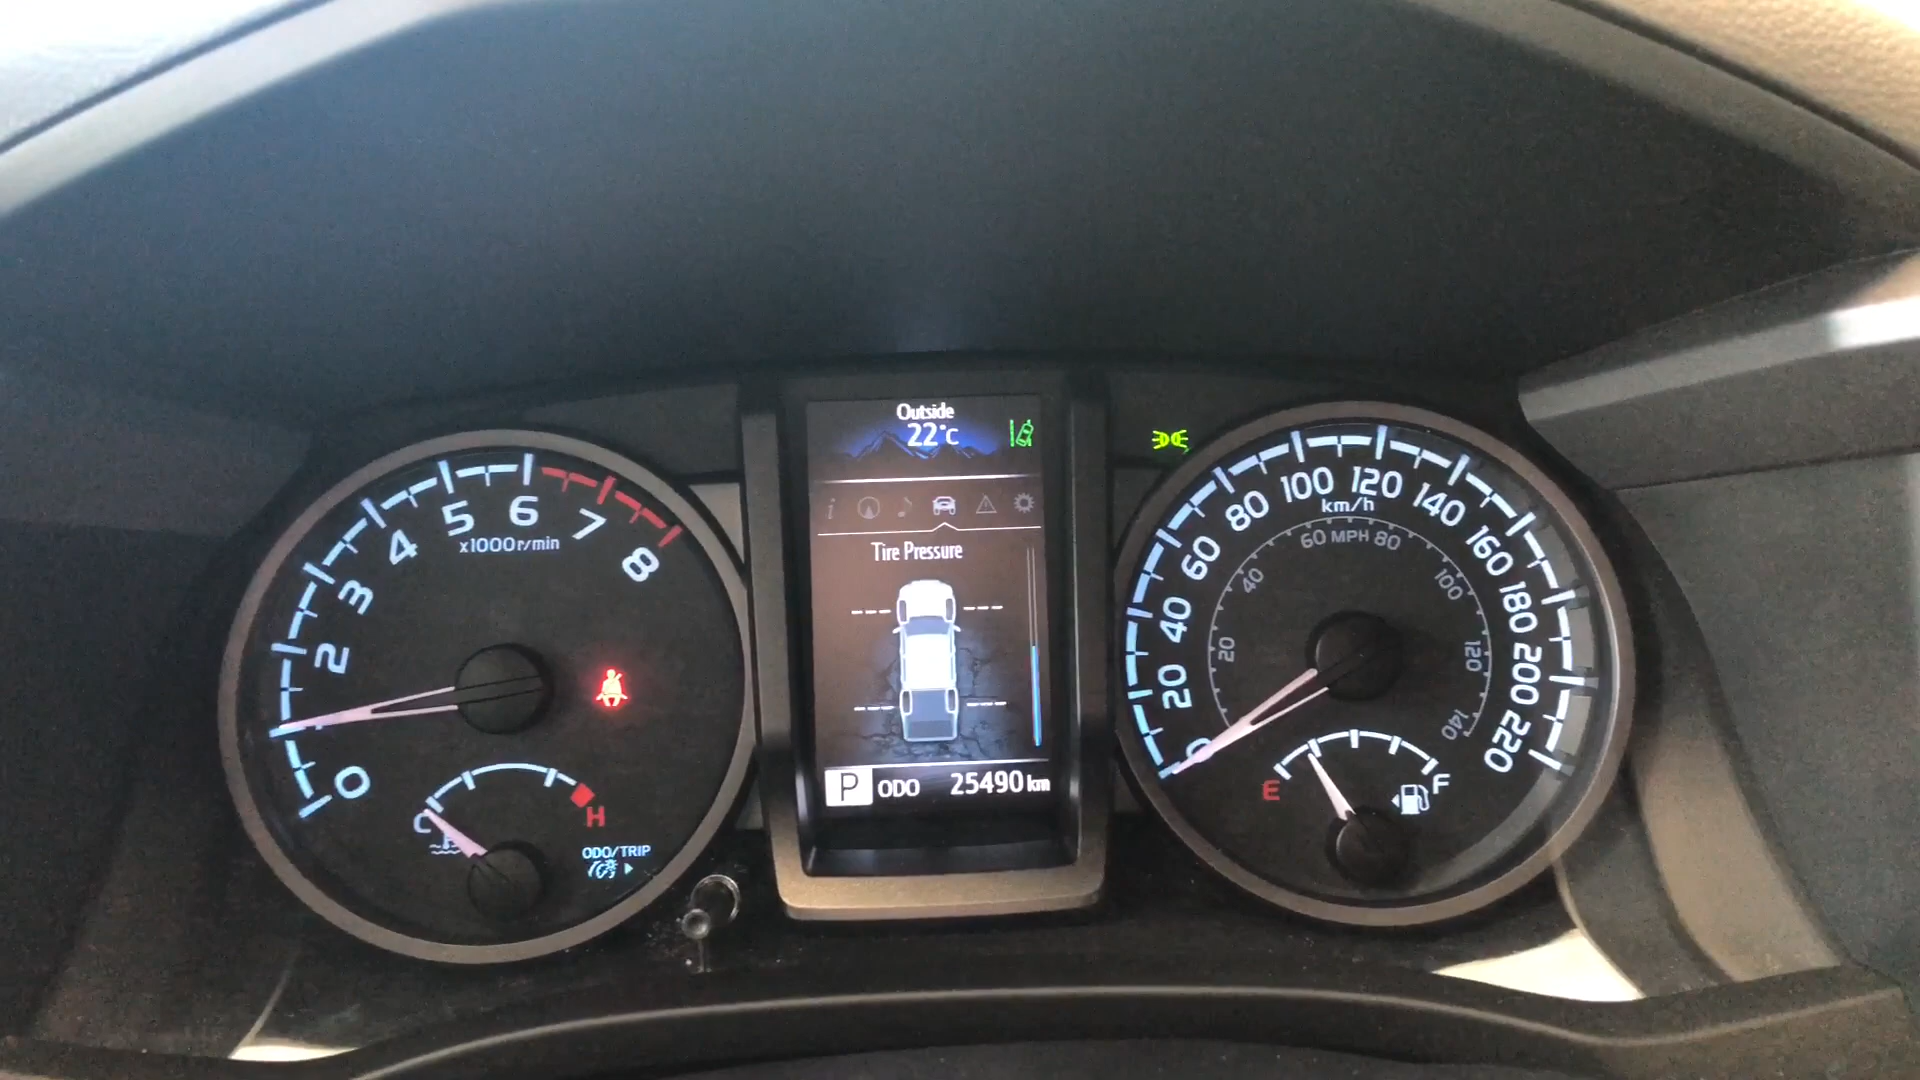 Outside
22°C
Tire Pressure
-- -- -- 
-- -- --
P ODO 25490 km
0 2 3 4 5 6 7 8
x1000r/min
C H
ODO/TRIP
0 20 40 60 80 100 120 140 160 180 200 220
km/h
20 40 60 MPH 80 100 120 140
E F